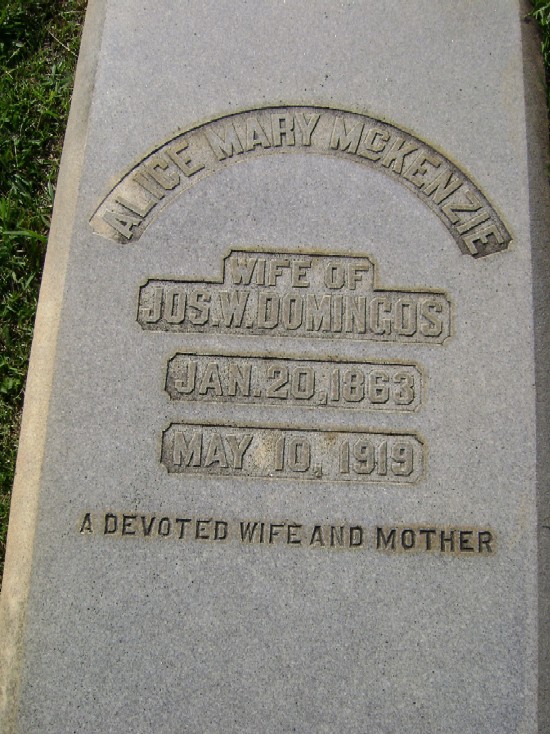 ALICE MARY MCKENZIE
WIFE OF
JOS. W. DOMINGOS
JAN. 20, 1863
MAY 10, 1919
A DEVOTED WIFE AND MOTHER